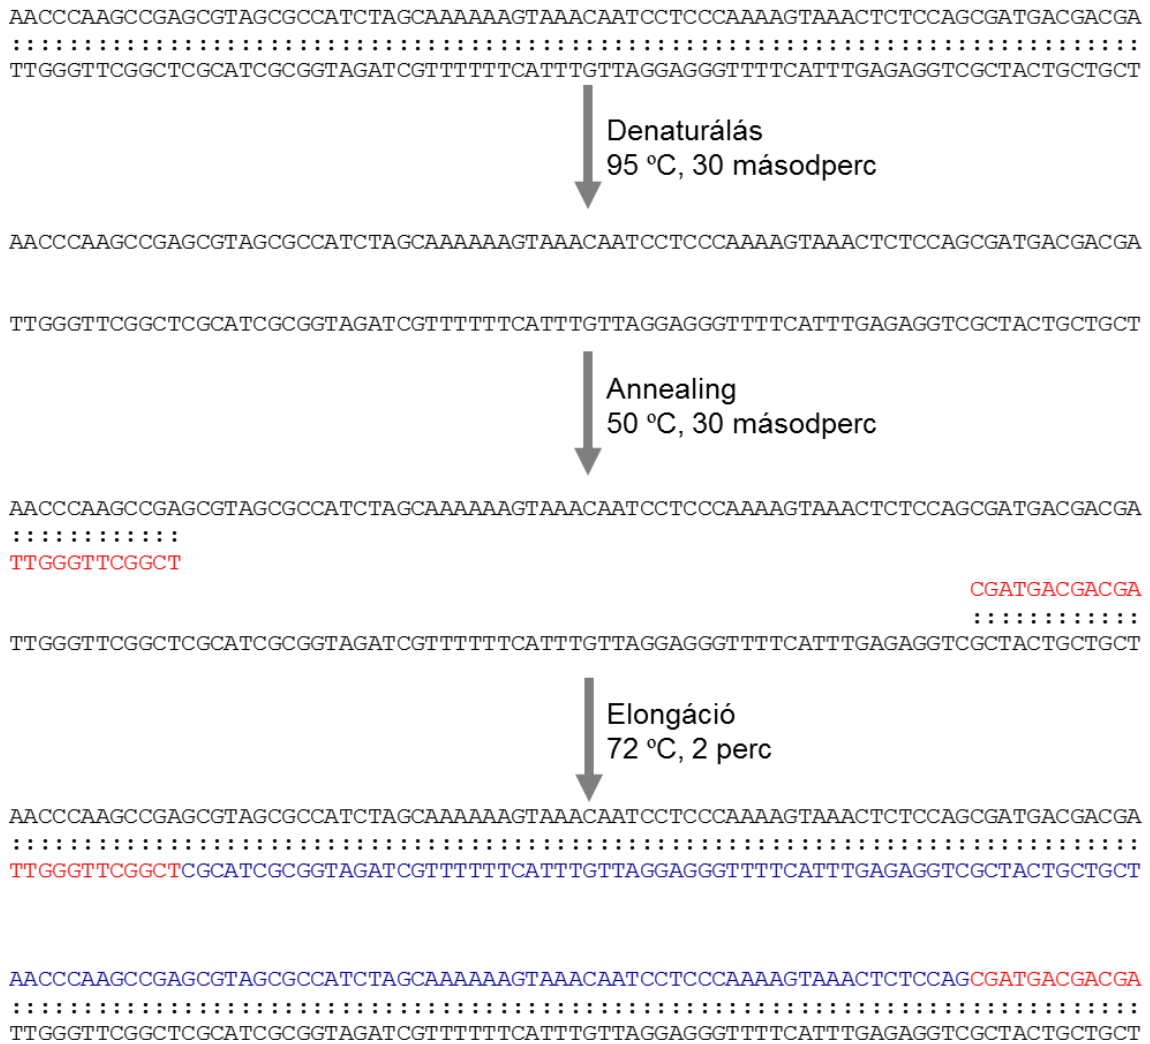 AACCCAAGCCGAGCGTAGCGCCATCTAGCAAAAAAGTAAACAATCCTCCCAAAAGTAAACTCTCCAGCGATGACGACGA
:::::::::::::::::::::::::::::::::::::::::::::::::::::::::::::::::::::::::::::::
TTGGGTTCGGCTCGCATCGCGGTAGATCGTTTTTTCATTTGTTAGGAGGGTTTTCATTTGAGAGGTCGCTACTGCTGCT
Denaturálás
95 ºC, 30 másodperc
AACCCAAGCCGAGCGTAGCGCCATCTAGCAAAAAAGTAAACAATCCTCCCAAAAGTAAACTCTCCAGCGATGACGACGA
TTGGGTTCGGCTCGCATCGCGGTAGATCGTTTTTTCATTTGTTAGGAGGGTTTTCATTTGAGAGGTCGCTACTGCTGCT
Annealing
50 ºC, 30 másodperc
AACCCAAGCCGAGCGTAGCGCCATCTAGCAAAAAAGTAAACAATCCTCCCAAAAGTAAACTCTCCAGCGATGACGACGA
::::::::::::
TTGGGTTCGGCT
CGATGACGACGA
::::::::::::
TTGGGTTCGGCTCGCATCGCGGTAGATCGTTTTTTCATTTGTTAGGAGGGTTTTCATTTGAGAGGTCGCTACTGCTGCT
Elongáció
72 ºC, 2 perc
AACCCAAGCCGAGCGTAGCGCCATCTAGCAAAAAAGTAAACAATCCTCCCAAAAGTAAACTCTCCAGCGATGACGACGA
:::::::::::::::::::::::::::::::::::::::::::::::::::::::::::::::::::::::::::::::
TTGGGTTCGGCTCGCATCGCGGTAGATCGTTTTTTCATTTGTTAGGAGGGTTTTCATTTGAGAGGTCGCTACTGCTGCT
AACCCAAGCCGAGCGTAGCGCCATCTAGCAAAAAAGTAAACAATCCTCCCAAAAGTAAACTCTCCAGCGATGACGACGA
:::::::::::::::::::::::::::::::::::::::::::::::::::::::::::::::::::::::::::::::
TTGGGTTCGGCTCGCATCGCGGTAGATCGTTTTTTCATTTGTTAGGAGGGTTTTCATTTGAGAGGTCGCTACTGCTGCT